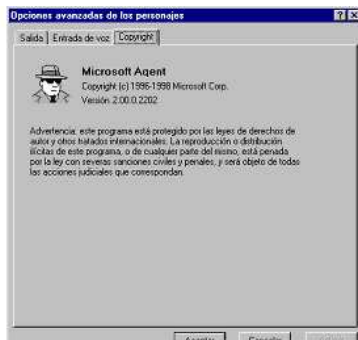 Opciones avanzadas de los personajes
Salida Entrada de voz Copyright
Microsoft Agent
Copyright (c) 1996-1998 Microsoft Corp.
Versión 2.00.0.2202
Advertencia: este programa está protegido por las leyes de derechos de
autor y otros tratados internacionales. La reproducción o distribución
ilícitas de este programa, o de cualquier parte del mismo, está penada
por la ley con severas sanciones civiles y penales, y será objeto de todas
las acciones judiciales que correspondan.
Aceptar Cancelar